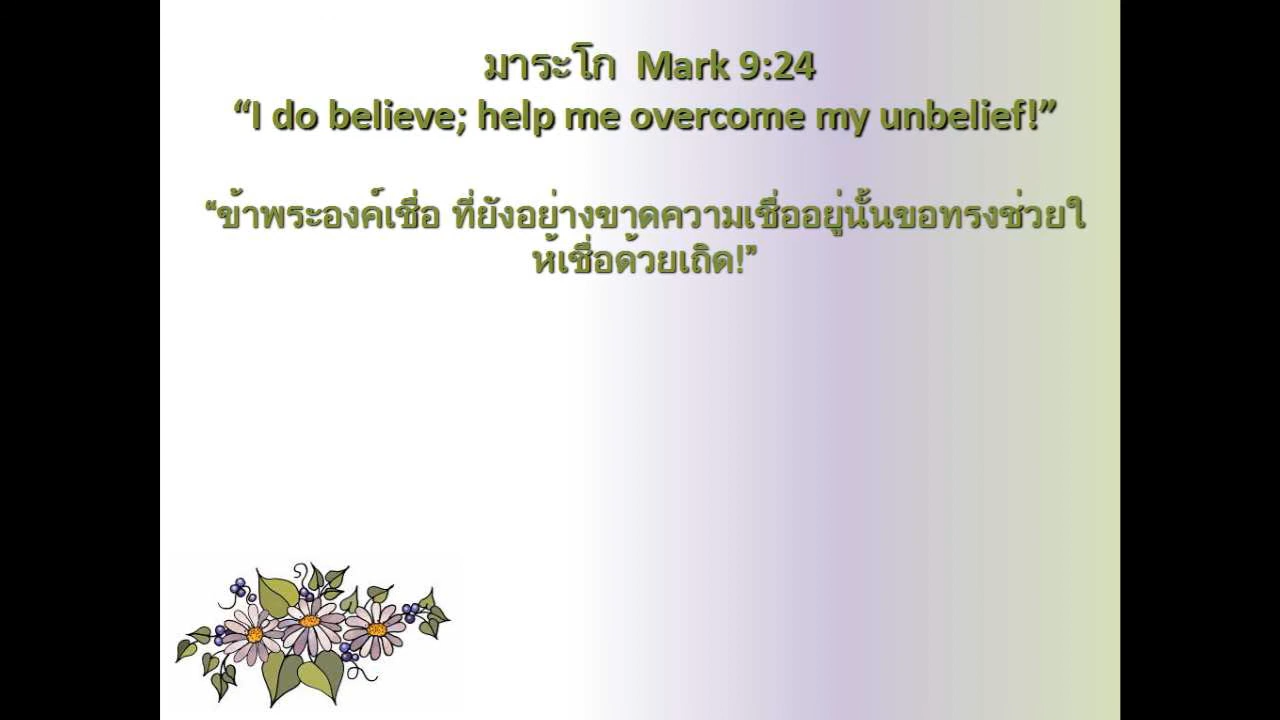 มาระโก Mark 9:24
“I do believe; help me overcome my unbelief!”
“ข้าพระองค์เชื่อ ที่ยังอย่างขาดความเชื่ออยู่นั้นขอทรงช่วยใ
ห้เชื่อด้วยเถิด!”